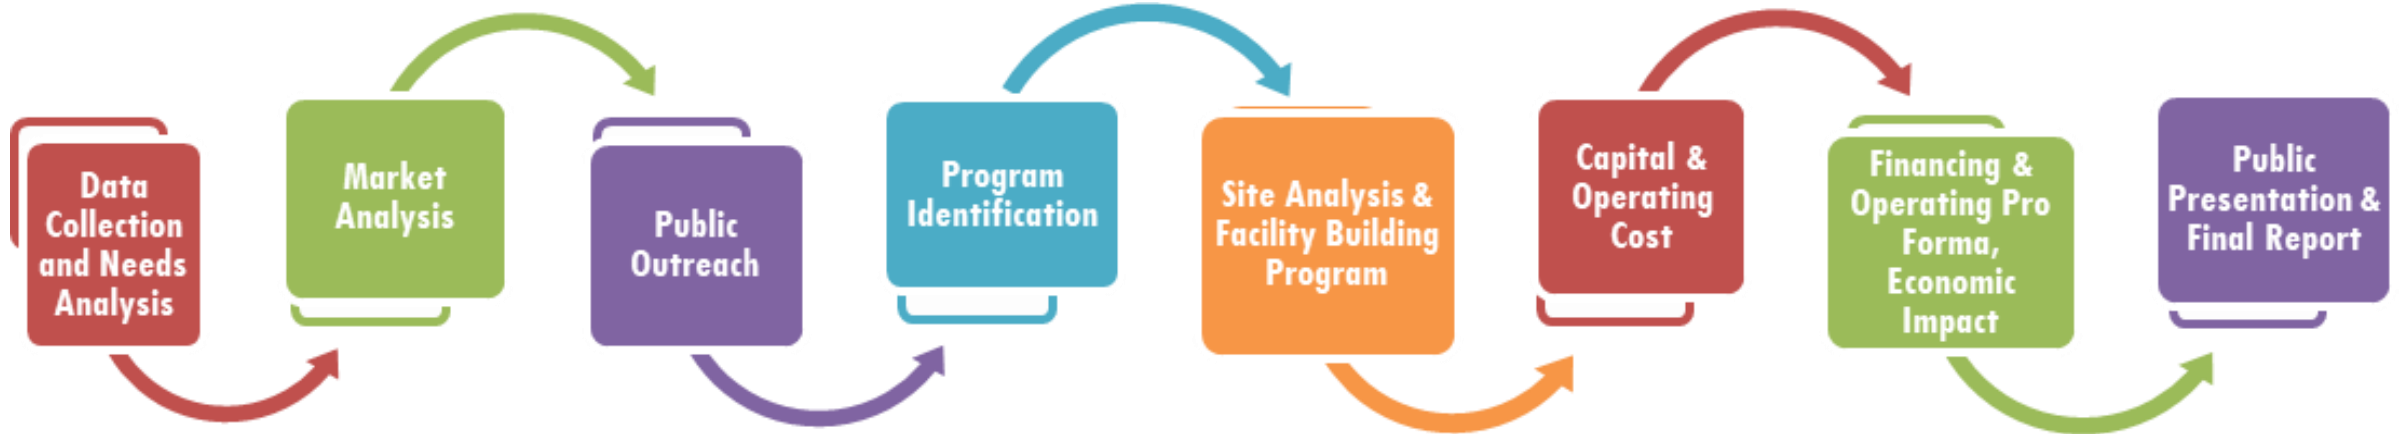 Data
Collection
and Needs
Analysis
Market
Analysis
Public
Outreach
Program
Identification
Site Analysis &
Facility Building
Program
Capital &
Operating
Cost
Financing &
Operating Pro
Forma,
Economic
Impact
Public
Presentation &
Final Report